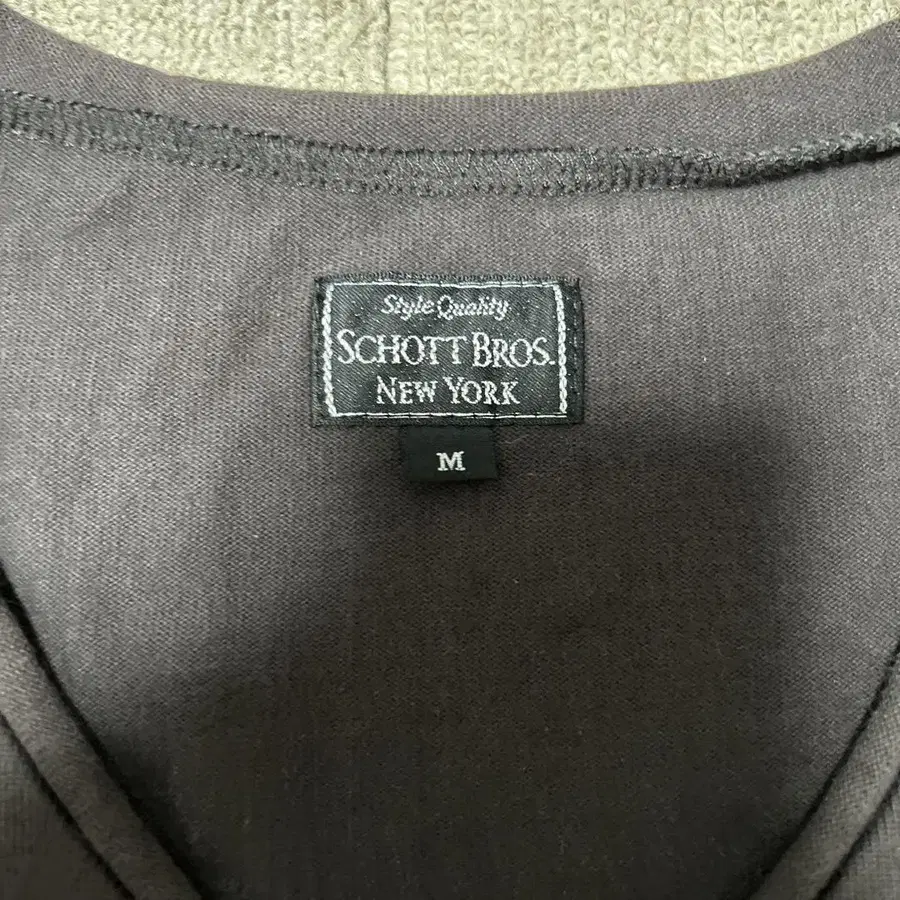 Style Quality
SCHOTT BROS.
NEW YORK
M